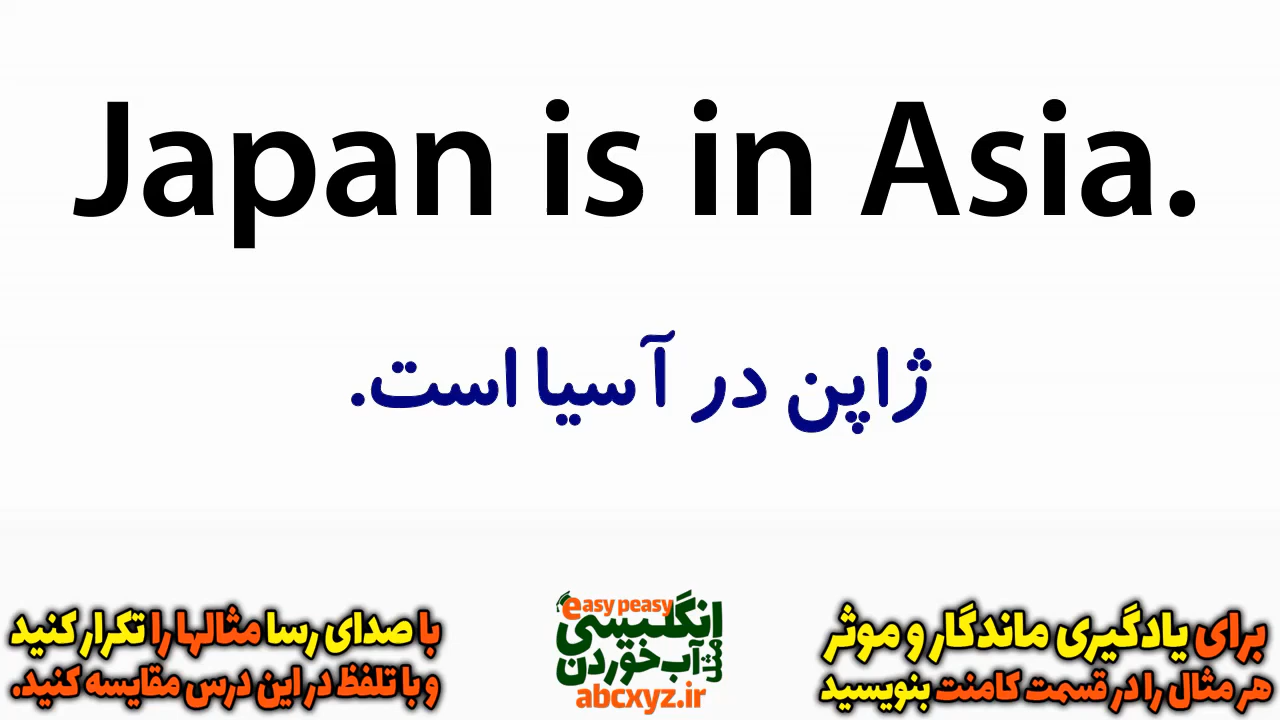 Japan is in Asia.
ژاپن در آسیا است.
برای یادگیری ماندگار و موثر
هر مثال را در قسمت کامنت بنویسید
easy peasy
انگلیسی
مثل آب خوردن
abcxyz.ir
با صدای رسا مثالها را تکرار کنید
و با تلفظ در این درس مقایسه کنید.